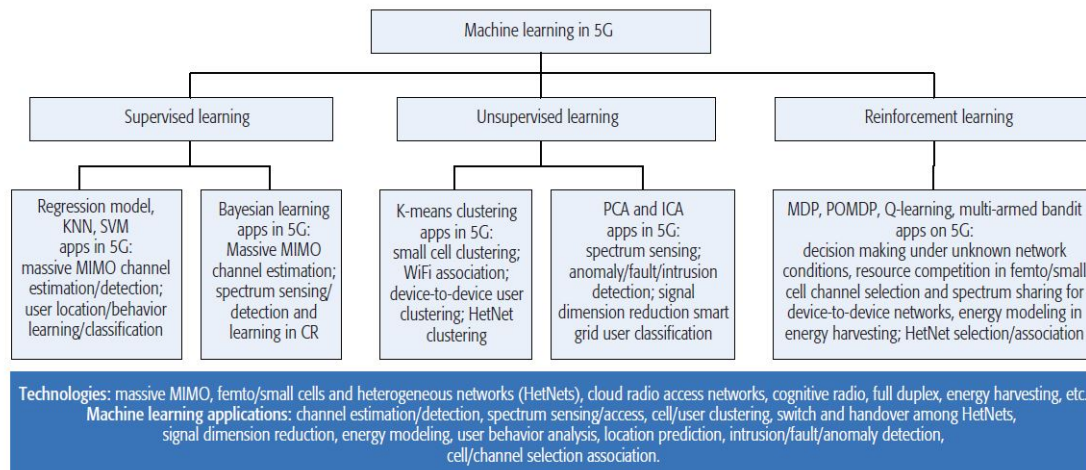 Machine learning in 5G
Supervised learning
Unsupervised learning
Reinforcement learning
Regression model,
KNN, SVM
apps in 5G:
massive MIMO channel
estimation/detection;
user location/behavior
learning/classification
Bayesian learning
apps in 5G:
Massive MIMO
channel estimation;
spectrum sensing/
detection and
learning in CR
K-means clustering
apps in 5G:
small cell clustering;
WiFi association;
device-to-device user
clustering; HetNet
clustering
PCA and ICA
apps in 5G:
spectrum sensing;
anomaly/fault/intrusion
detection; signal
dimension reduction smart
grid user classification
MDP, POMDP, Q-learning, multi-armed bandit
apps on 5G:
decision making under unknown network
conditions, resource competition in femto/small
cell channel selection and spectrum sharing for
device-to-device networks, energy modeling in
energy harvesting; HetNet selection/association
Technologies: massive MIMO, femto/small cells and heterogeneous networks (HetNets), cloud radio access networks, cognitive radio, full duplex, energy harvesting, etc.
Machine learning applications: channel estimation/detection, spectrum sensing/access, cell/user clustering, switch and handover among HetNets,
signal dimension reduction, energy modeling, user behavior analysis, location prediction, intrusion/fault/anomaly detection,
cell/channel selection association.